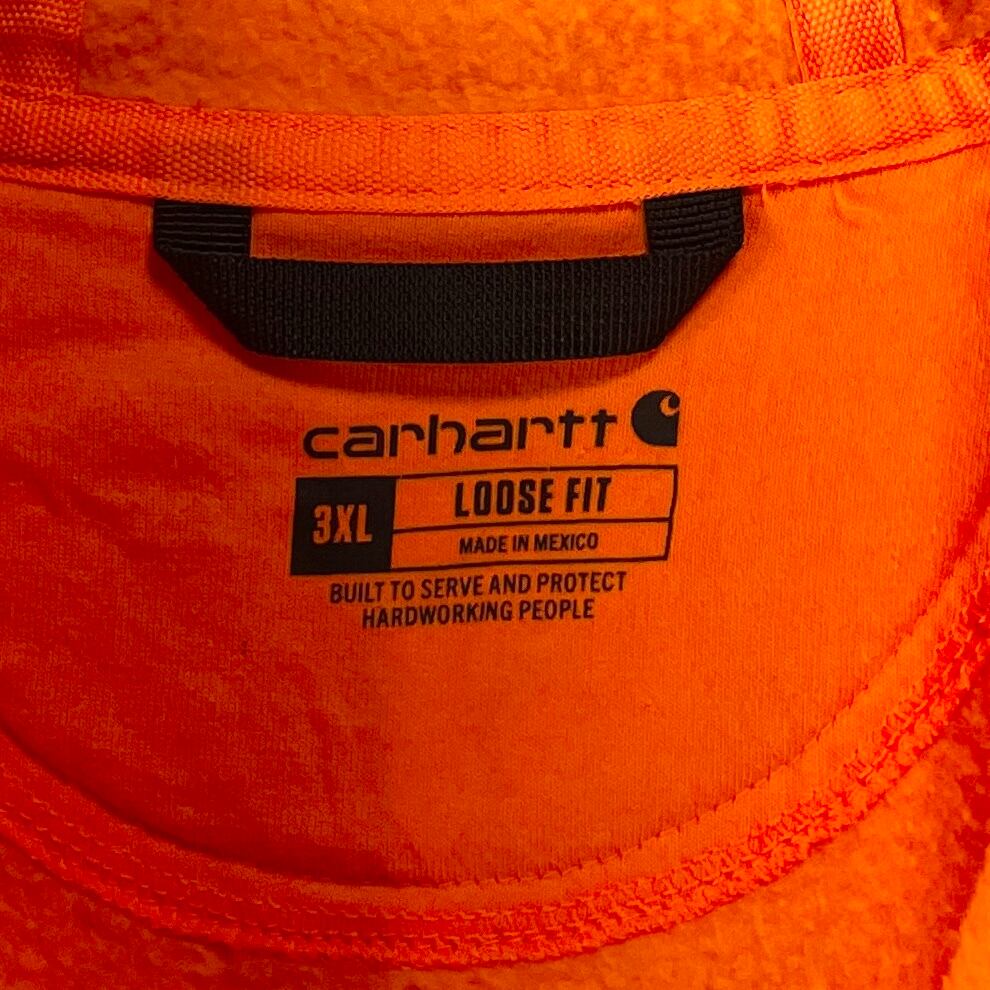 carhartt
3XL
LOOSE FIT
MADE IN MEXICO
BUILT TO SERVE AND PROTECT
HARDWORKING PEOPLE